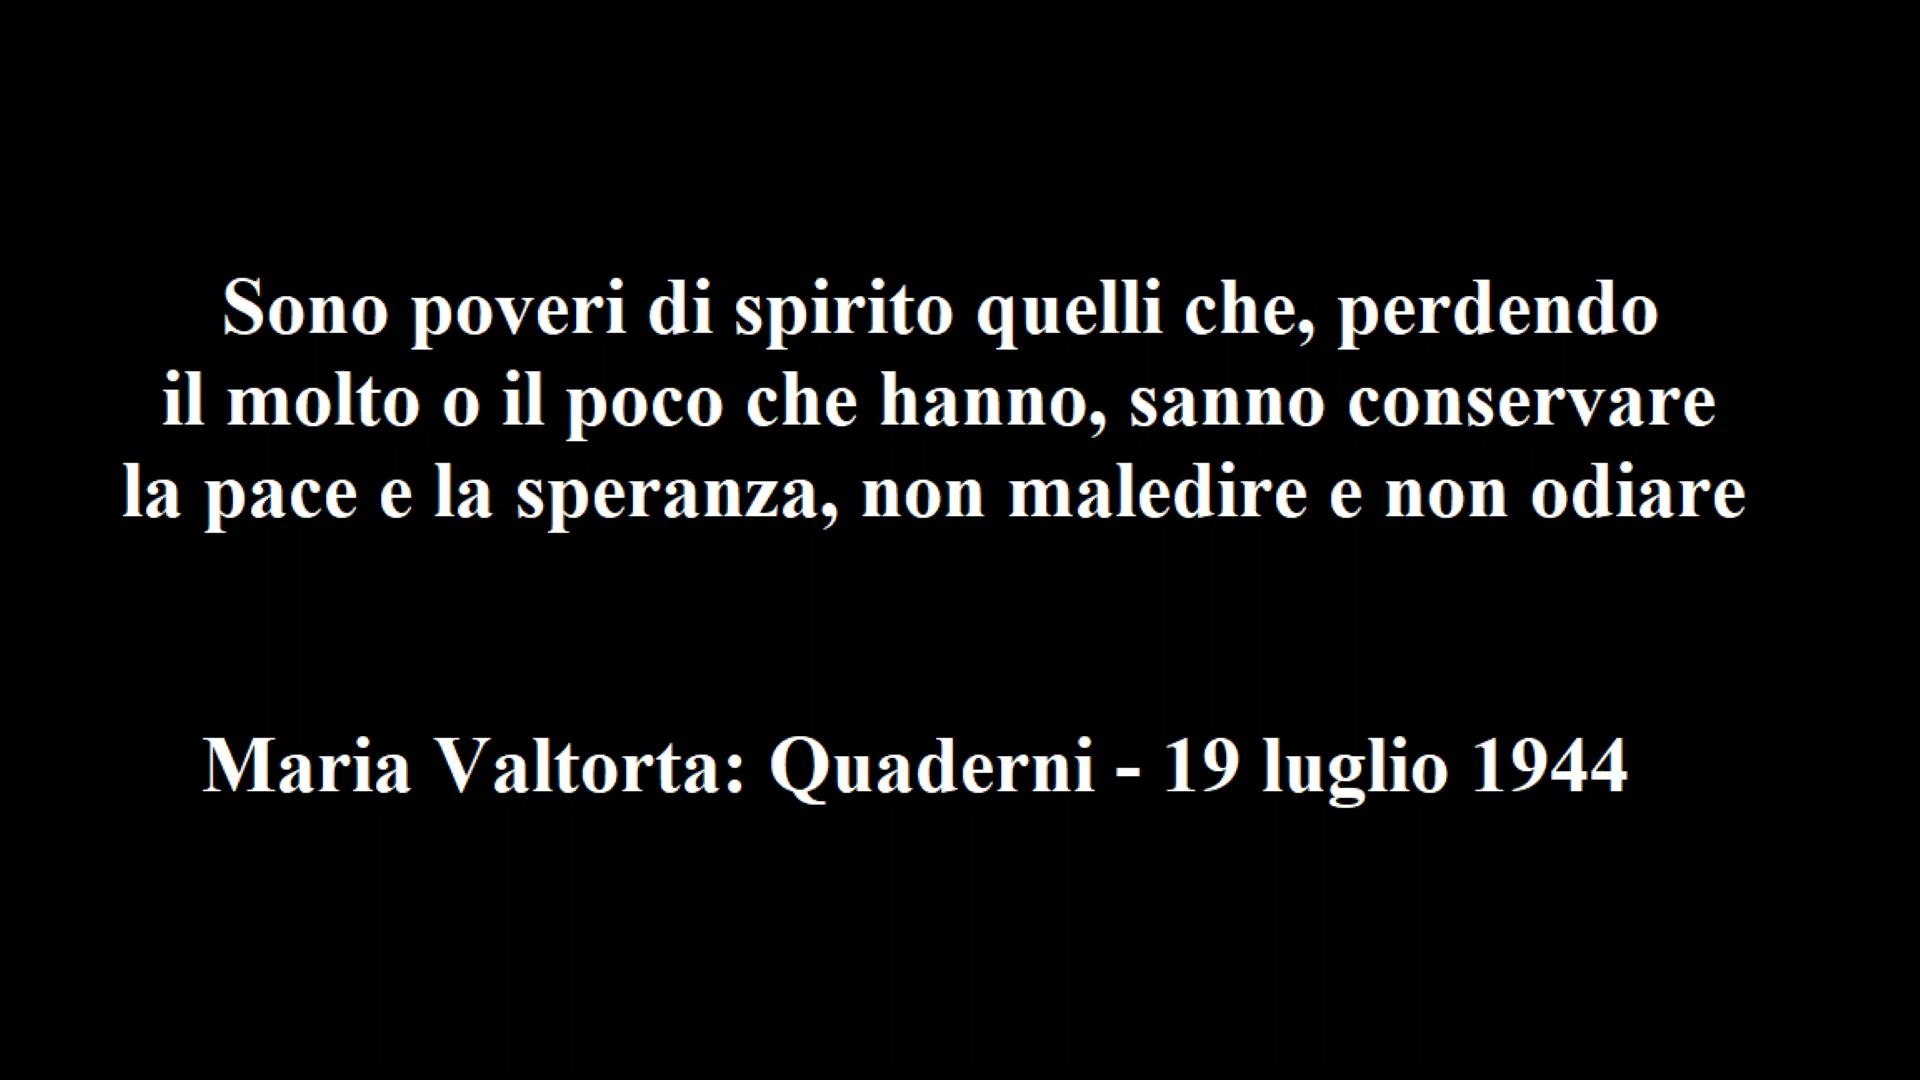 Sono poveri di spirito quelli che, perdendo
il molto o il poco che hanno, sanno conservare
la pace e la speranza, non maledire e non odiare
Maria Valtorta: Quaderni - 19 luglio 1944